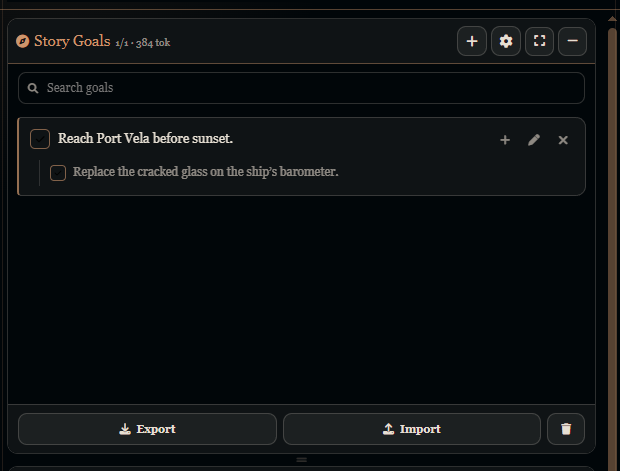 Story Goals 1/1 · 384 tok
Search goals
Reach Port Vela before sunset.
Replace the cracked glass on the ship's barometer.
Export Import